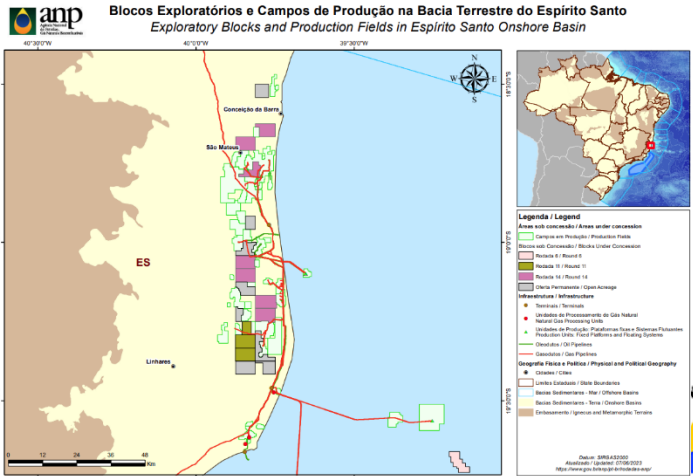 anp
Agência Nacional do Petróleo,
Gás Natural e Biocombustíveis
Blocos Exploratórios e Campos de Produção na Bacia Terrestre do Espírito Santo
Exploratory Blocks and Production Fields in Espírito Santo Onshore Basin
40°30'0"S
40°0'0"S
39°30'0"S
N
W
E
S
18°30'0"S
Conceição da Barra
São Mateus
19°0'0"S
ES
Linhares
19°30'0"S
0 12 24 36 48
Km
Legenda / Legend
Áreas sob concessão / Areas under concession
Campos em Produção / Production Fields
Blocos sob Concessão / Blocks Under Concession
Rodada 8 / Round 8
Rodada 11 / Round 11
Rodada 14 / Round 14
Oferta Permanente / Open Acreage
Infraestrutura / Infrastructure
Terminais / Terminals
Unidades de Processamento de Gás Natural
Natural Gas Processing Units
Unidades de Produção: Plataformas fixas e Sistemas Flutuantes
Production Units: Fixed Platforms and Floating Systems
Oleodutos / Oil Pipelines
Gasodutos / Gas Pipelines
Geografia Física e Política / Physical and Political Geography
Cidades / Cities
Limites Estaduais / State Boundaries
Bacias Sedimentares - Mar / Offshore Basins
Bacias Sedimentares - Terra / Onshore Basins
Embasamento / Igneous and Metamorphic Terrains
Datum: SIRGAS2000
Atualizado / Updated: 07/08/2023